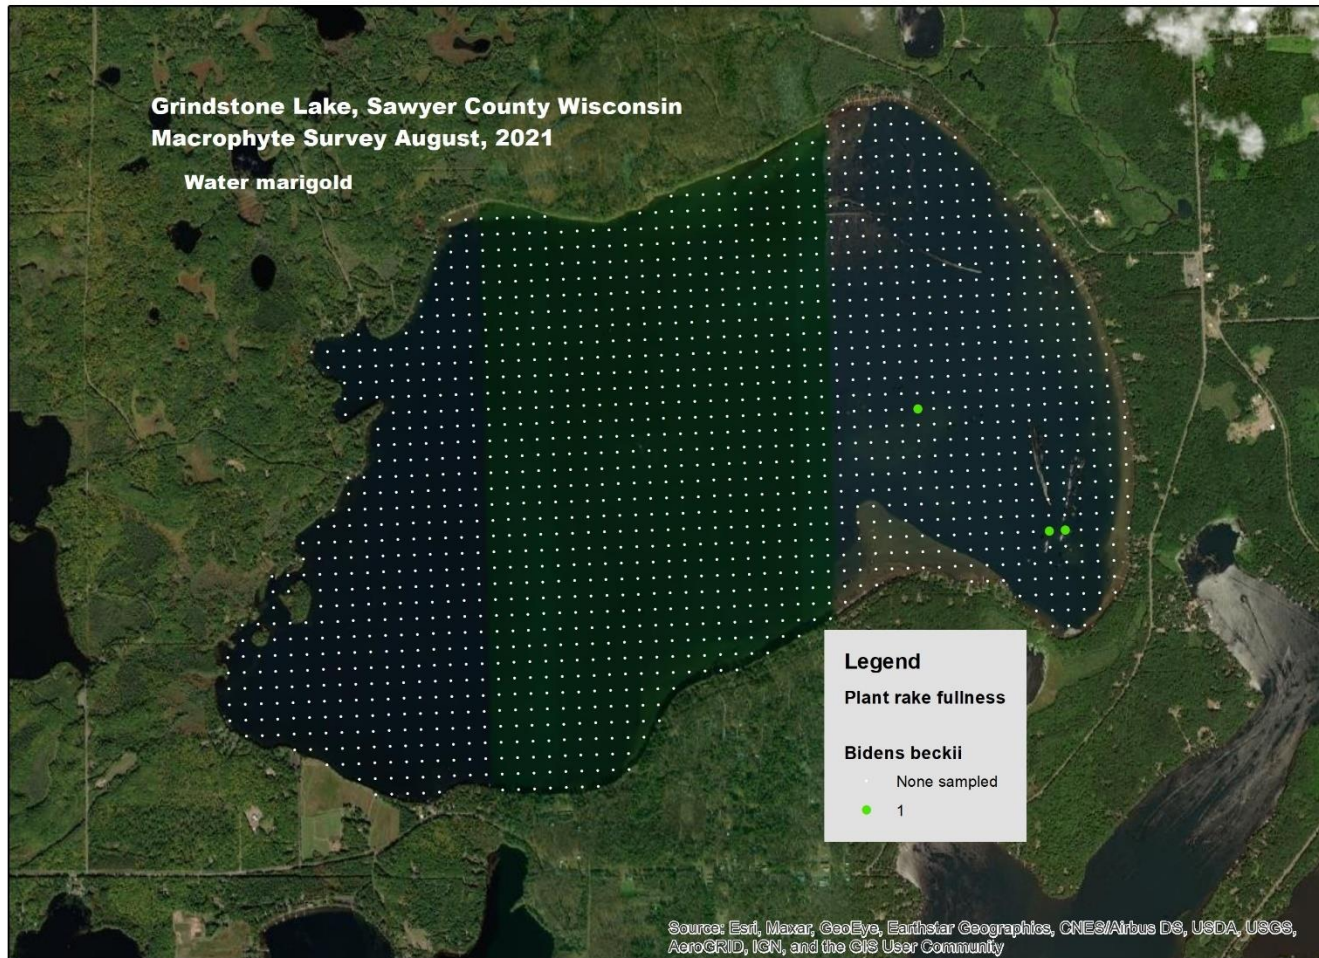 Grindstone Lake, Sawyer County Wisconsin
Macrophyte Survey August, 2021
Water marigold
Legend
Plant rake fullness
Bidens beckii
None sampled
1
Source: Esri, Maxar, GeoEye, Earthstar Geographics, CNES/Airbus DS, USDA, USGS,
AeroGRID, IGN, and the GIS User Community